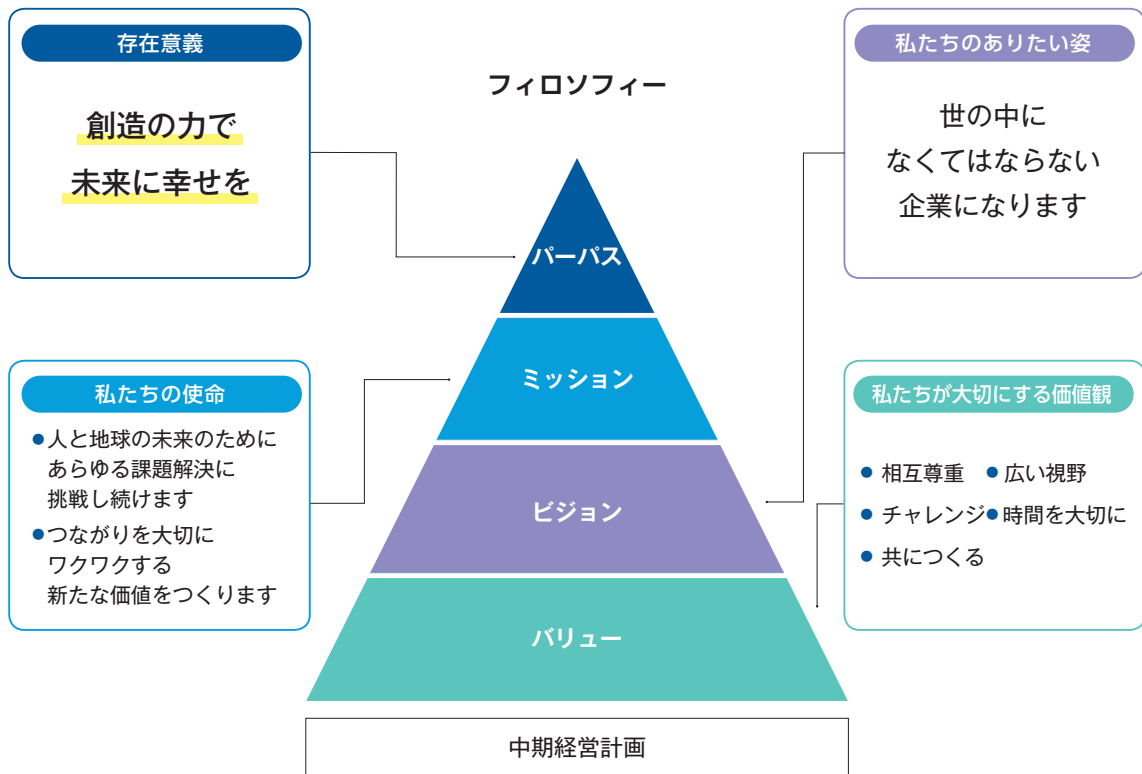 フィロソフィー
存在意義
創造の力で
未来に幸せを
私たちのありたい姿
世の中に
なくてはならない
企業になります
パーパス
ミッション
ビジョン
バリュー
私たちの使命
●人と地球の未来のために
あらゆる課題解決に
挑戦し続けます
●つながりを大切に
ワクワクする
新たな価値をつくります
私たちが大切にする価値観
● 相互尊重 ● 広い視野
● チャレンジ ● 時間を大切に
● 共につくる
中期経営計画